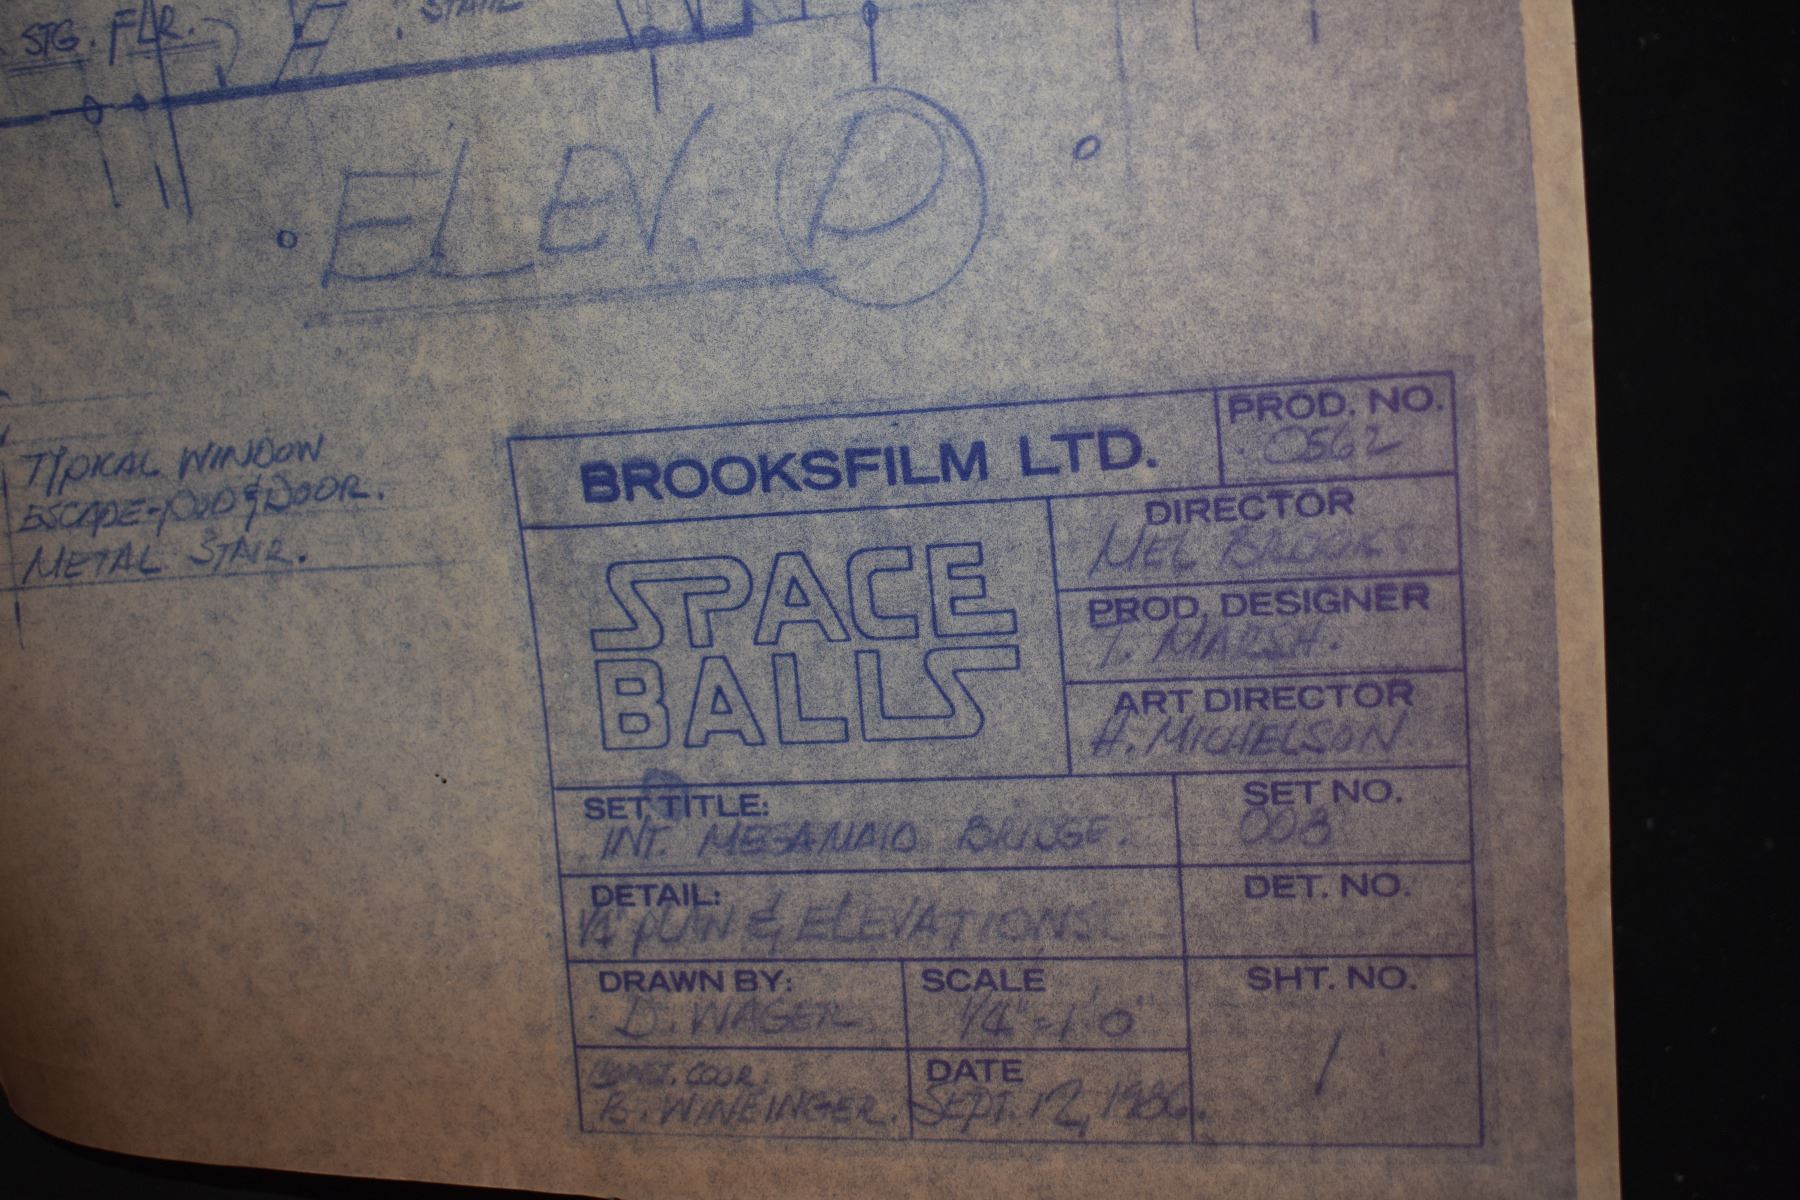 STG. FLR.
STAIR
ELEV. D
TYPICAL WINDOW
ESCAPE-POD & DOOR.
METAL STAIR.
BROOKSFILM LTD.
PROD. NO.
0562
SPACE
BALLS
DIRECTOR
MEL BROOKS
PROD. DESIGNER
T. MARSH.
ART DIRECTOR
H. MICHELSON
SET TITLE:
INT. MEGAMAID BRIDGE.
SET NO.
003
DETAIL:
1/4" PLAN & ELEVATIONS
DET. NO.
DRAWN BY:
D. WAGER
SCALE
1/4"=1'0"
SHT. NO.
1
CONST. COOR.
B. WINEINGER.
DATE
SEPT. 12, 1986.